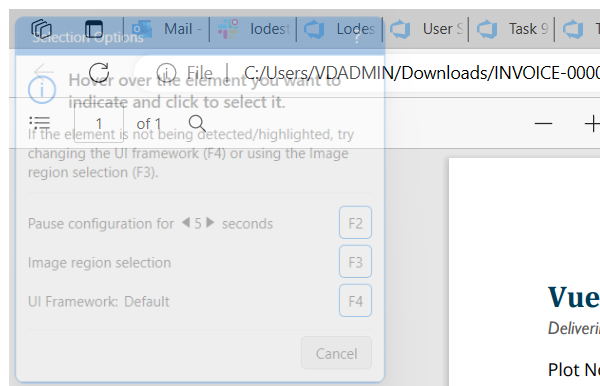 Mail -
lodest
Lodes
User S
Task 9
T
Selection Options
?
File
C:/Users/VDADMIN/Downloads/INVOICE-0000
Hover over the element you want to
indicate and click to select it.
1
of 1
If the element is not being detected/highlighted, try
changing the UI framework (F4) or using the Image
region selection (F3).
Pause configuration for
5
seconds
F2
Image region selection
F3
UI Framework: Default
F4
Cancel
Vue
Deliveri
Plot No